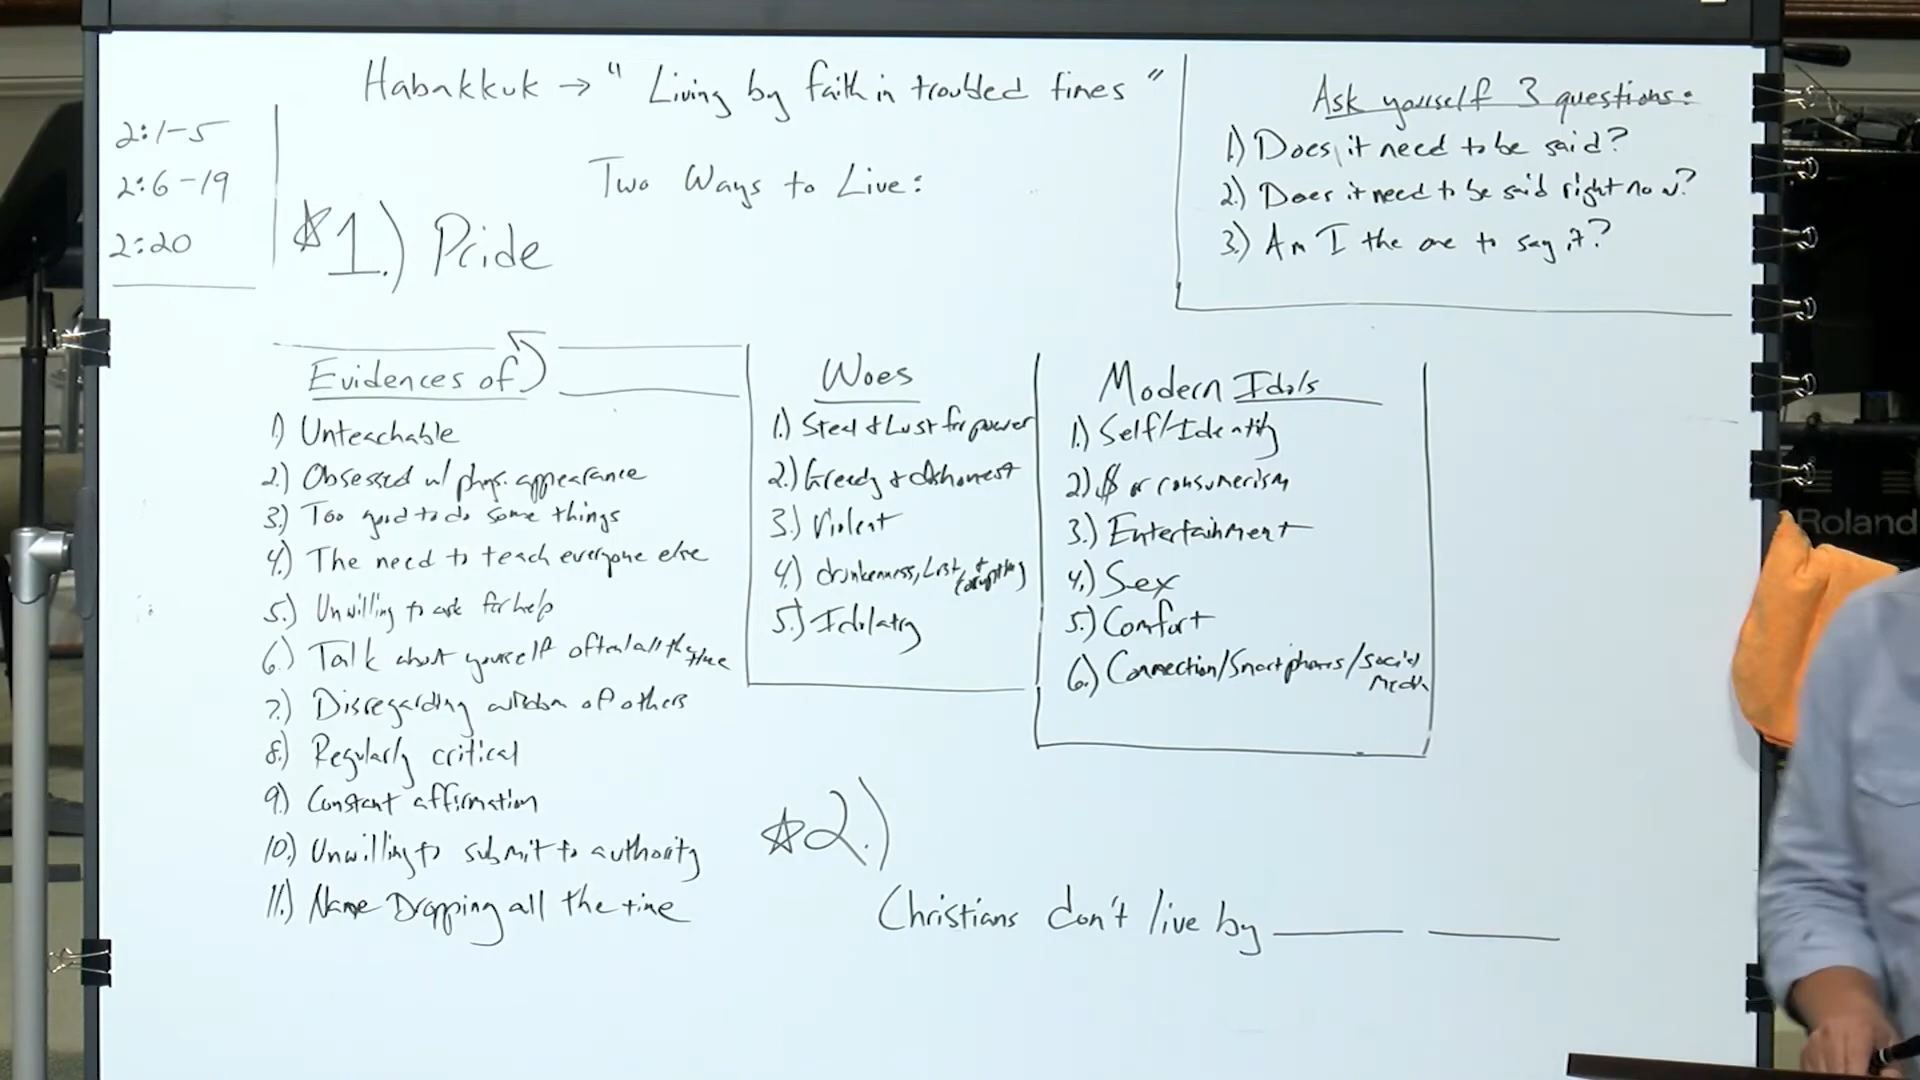 Habakkuk → "Living by faith in troubled times"
2:1-5
2:6-19
2:20
Two Ways to Live:
☆1.) Pride
Ask yourself 3 questions:
1.) Does it need to be said?
2.) Does it need to be said right now?
3.) Am I the one to say it?
Evidences of
1.) Unteachable
2.) Obsessed w/ phys. appearance
3.) Too good to do some things
4.) The need to teach everyone else
5.) Unwilling to ask for help
6.) Talk about yourself often/all the time
7.) Disregarding wisdom of others
8.) Regularly critical
9.) Constant affirmation
10.) Unwilling to submit to authority
11.) Name Dropping all the time
Woes
1.) Steal & Lust for power
2.) Greedy & dishonest
3.) Violent
4.) drunkenness, Lust, &
5.) Idolatry
Modern Idols
1.) Self/Identity
2.) $ or consumerism
3.) Entertainment
4.) Sex
5.) Comfort
6.) Connection/Smartphones/Social
Media
☆2.)
Christians don't live by ____ ____
Roland